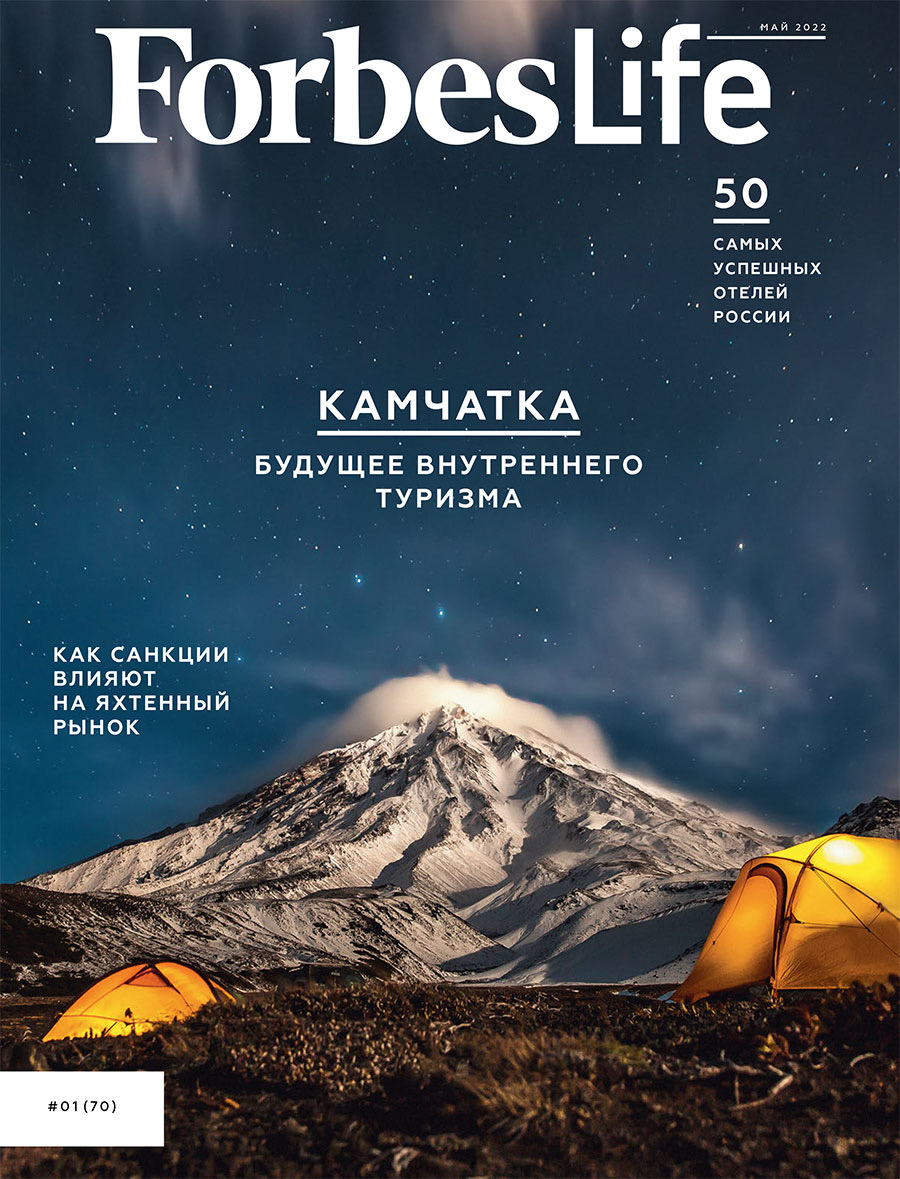 МАЙ 2022
ForbesLife
50
САМЫХ
УСПЕШНЫХ
ОТЕЛЕЙ
РОССИИ
КАМЧАТКА
БУДУЩЕЕ ВНУТРЕННЕГО
ТУРИЗМА
КАК САНКЦИИ
ВЛИЯЮТ
НА ЯХТЕННЫЙ
РЫНОК
#01(70)